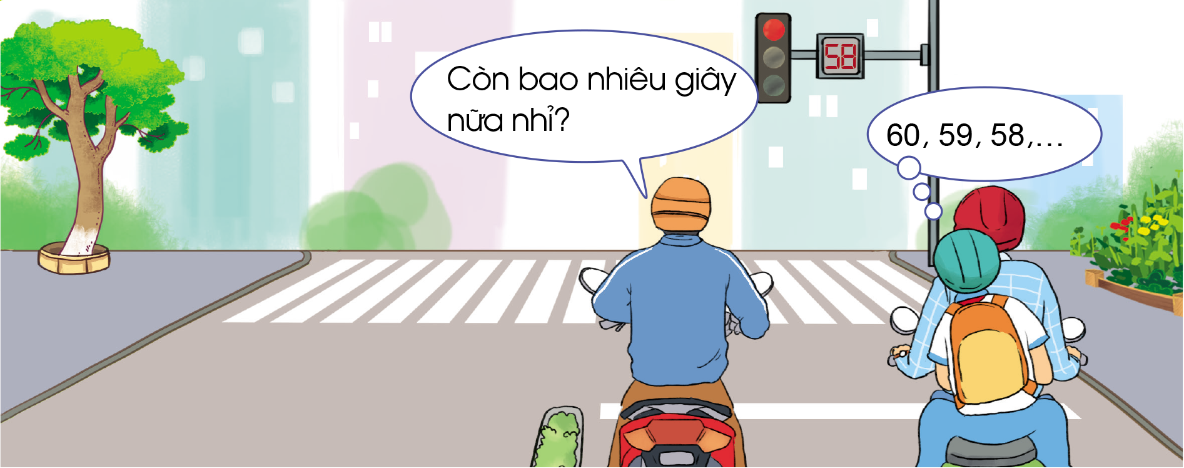 58
Còn bao nhiêu giây
nữa nhỉ?
60, 59, 58,...